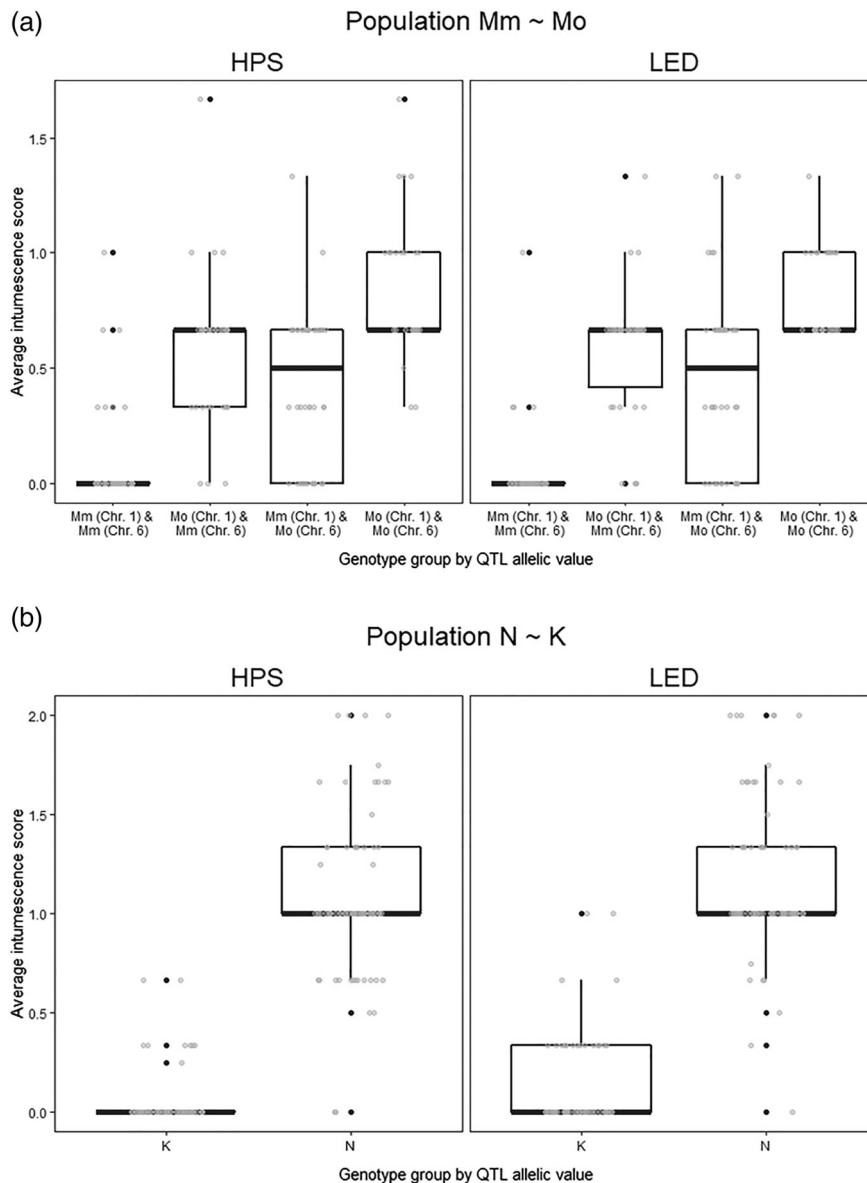 (a)
Population Mm ~ Mo
HPS
LED
Average intumescence score
1.5
1.0
0.5
0.0
Mm (Chr. 1) & Mo (Chr. 1) & Mm (Chr. 1) & Mo (Chr. 1) &
Mm (Chr. 6) Mm (Chr. 6) Mo (Chr. 6) Mo (Chr. 6)
Mm (Chr. 1) & Mo (Chr. 1) & Mm (Chr. 1) & Mo (Chr. 1) &
Mm (Chr. 6) Mm (Chr. 6) Mo (Chr. 6) Mo (Chr. 6)
Genotype group by QTL allelic value
(b)
Population N ~ K
HPS
LED
Average intumescence score
2.0
1.5
1.0
0.5
0.0
K N K N
Genotype group by QTL allelic value